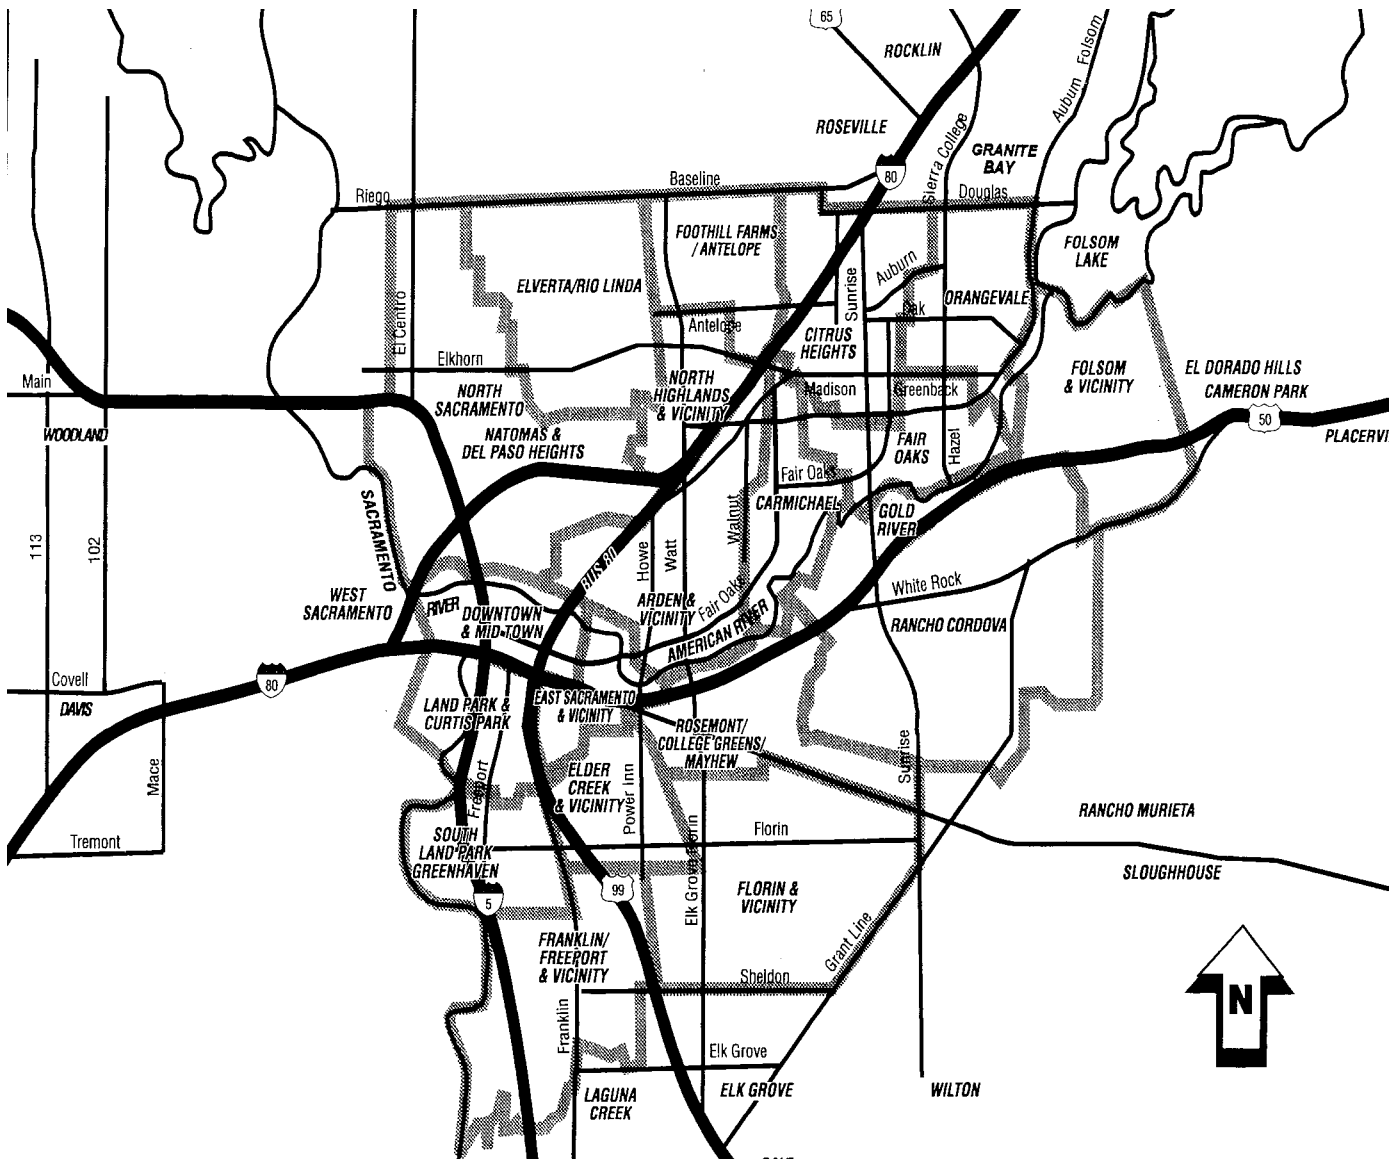 65
ROCKLIN
Auburn Folsom
ROSEVILLE
Sierra College
GRANITE
BAY
80
Baseline
Riego
Douglas
FOOTHILL FARMS
/ ANTELOPE
FOLSOM
LAKE
ELVERTA/RIO LINDA
Auburn
Sunrise
El Centro
ORANGEVALE
Oak
Antelope
CITRUS
HEIGHTS
Elkhorn
Main
NORTH
SACRAMENTO
NORTH
HIGHLANDS
& VICINITY
Madison
Greenback
FOLSOM
& VICINITY
EL DORADO HILLS
CAMERON PARK
50
WOODLAND
NATOMAS &
DEL PASO HEIGHTS
FAIR
OAKS
Hazel
Fair Oaks
CARMICHAEL
GOLD
RIVER
SACRAMENTO
RIVER
113
102
Howe
Watt
Walnut
BUS 80
White Rock
WEST
SACRAMENTO
DOWNTOWN
& MID TOWN
ARDEN &
VICINITY
Fair Oaks
AMERICAN RIVER
RANCHO CORDOVA
Covell
80
DAVIS
LAND PARK &
CURTIS PARK
EAST SACRAMENTO
& VICINITY
ROSEMONT/
COLLEGE GREENS/
MAYHEW
Sunrise
Mace
Freeport
ELDER
CREEK
& VICINITY
Power Inn
RANCHO MURIETA
Tremont
SOUTH
LAND PARK
GREENHAVEN
Florin
Elk Grove Florin
SLOUGHHOUSE
5
99
FLORIN &
VICINITY
Grant Line
FRANKLIN/
FREEPORT
& VICINITY
Sheldon
N
Franklin
Elk Grove
LAGUNA
CREEK
ELK GROVE
WILTON